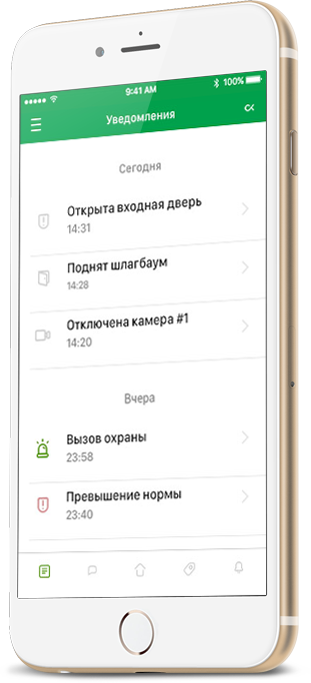 9:41 AM
100%
Уведомления
Сегодня
Открыта входная дверь
14:31
Поднят шлагбаум
14:28
Отключена камера #1
14:20
Вчера
Вызов охраны
23:58
Превышение нормы
23:40